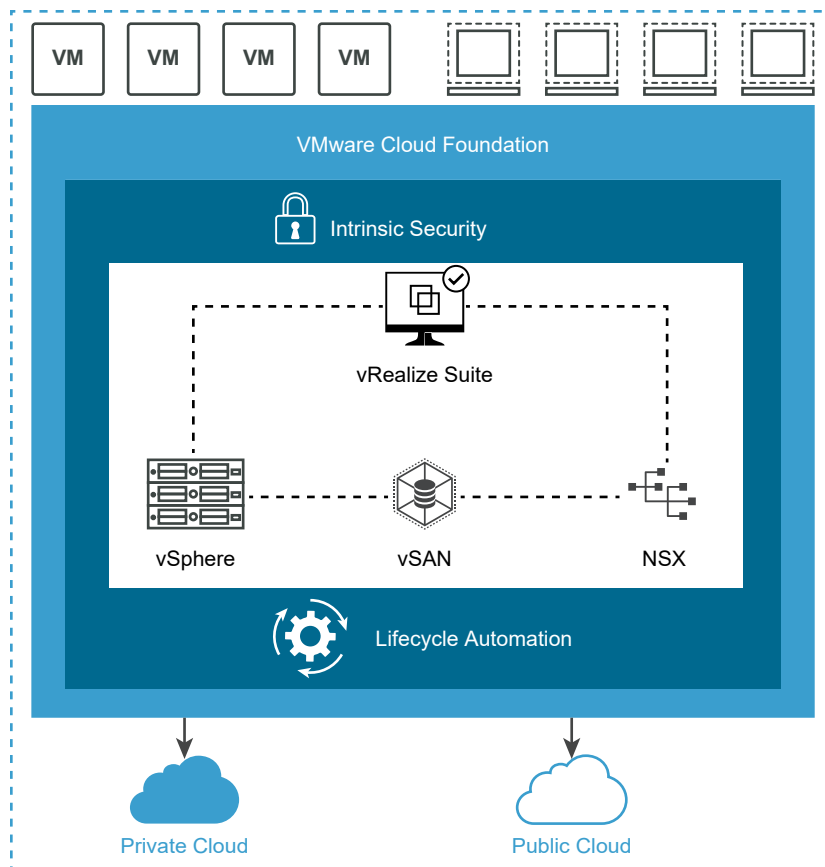 VM VM VM VM
VMware Cloud Foundation
Intrinsic Security
vRealize Suite
vSphere vSAN NSX
Lifecycle Automation
Private Cloud Public Cloud